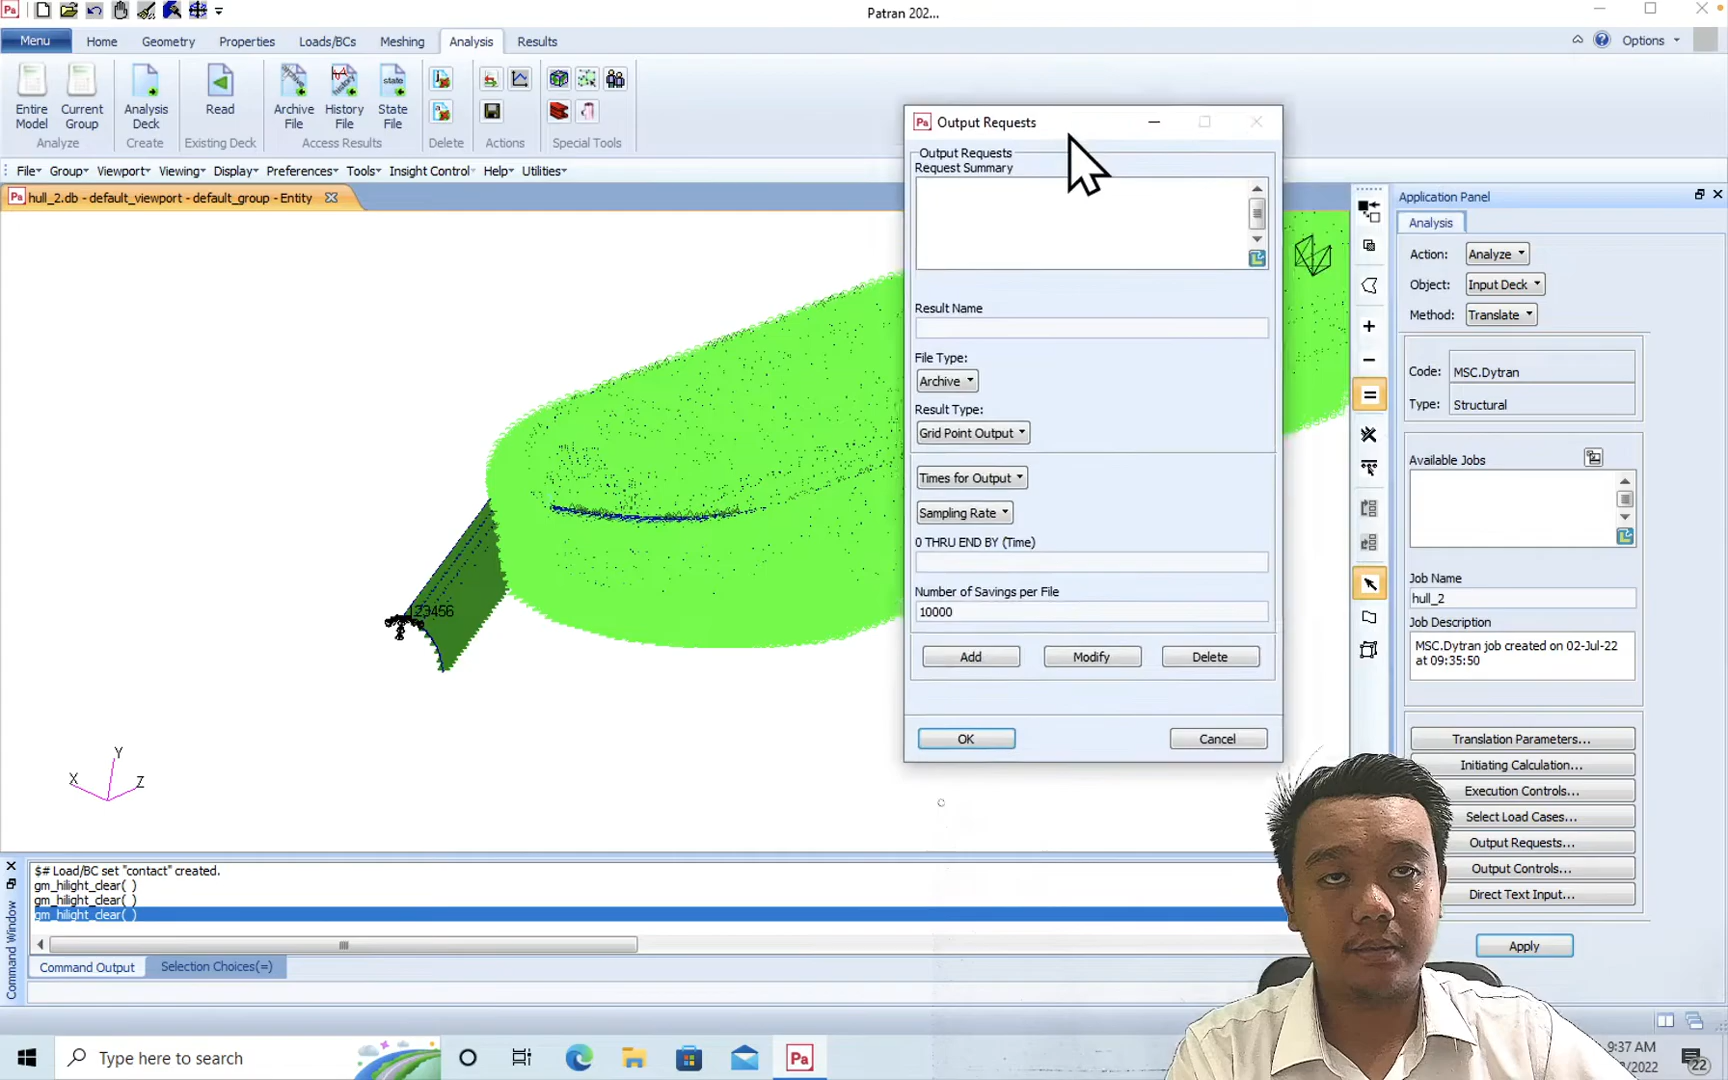 Pa
Patran 202...
Menu
Home
Geometry
Properties
Loads/BCs
Meshing
Analysis
Results
Options
Entire Model
Current Group
Analysis Deck
Read
Archive File
History File
State File
Analyze
Create
Existing Deck
Access Results
Delete
Actions
Special Tools
File
Group
Viewport
Viewing
Display
Preferences
Tools
Insight Control
Help
Utilities
Pa hull_2.db - default_viewport - default_group - Entity
Pa Output Requests
Output Requests
Request Summary
Result Name
File Type:
Archive
Result Type:
Grid Point Output
Times for Output
Sampling Rate
0 THRU END BY (Time)
Number of Savings per File
10000
Add
Modify
Delete
OK
Cancel
123456
Y
X
Z
Application Panel
Analysis
Action: Analyze
Object: Input Deck
Method: Translate
Code: MSC.Dytran
Type: Structural
Available Jobs
Job Name
hull_2
Job Description
MSC.Dytran job created on 02-Jul-22
at 09:35:50
Translation Parameters...
Initiating Calculation...
Execution Controls...
Select Load Cases...
Output Requests...
Output Controls...
Direct Text Input...
Apply
Command Window
$# Load/BC set "contact" created.
gm_hilight_clear( )
gm_hilight_clear( )
gm_hilight_clear( )
Command Output
Selection Choices(=)
Type here to search
Pa
9:37 AM
/2022
22